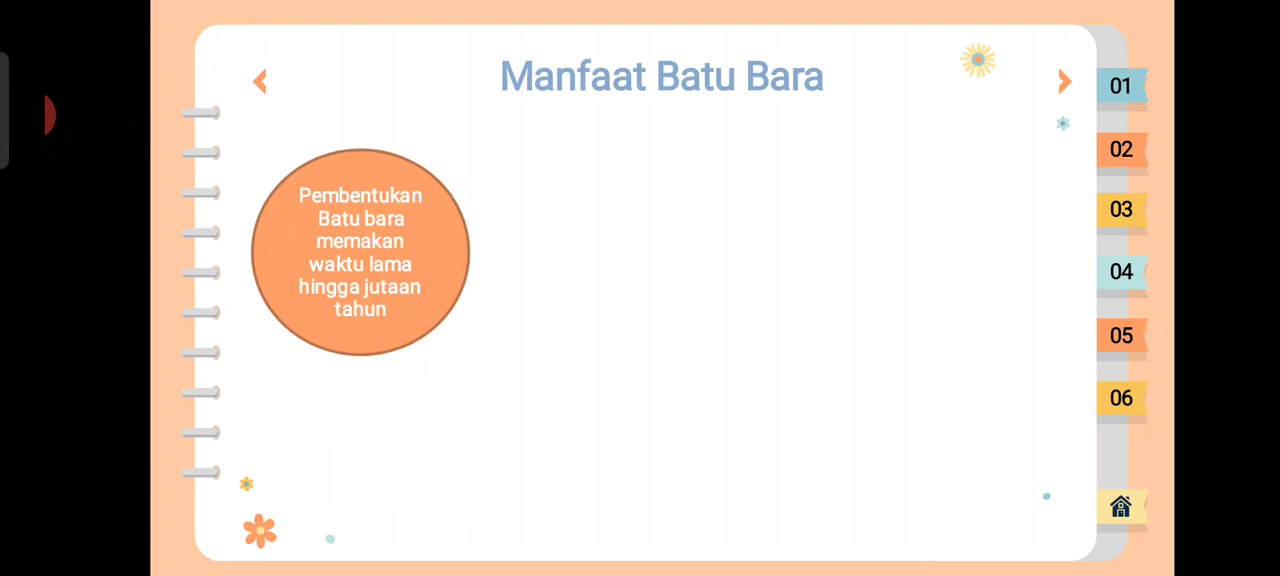 Manfaat Batu Bara
Pembentukan
Batu bara
memakan
waktu lama
hingga jutaan
tahun
01
02
03
04
05
06